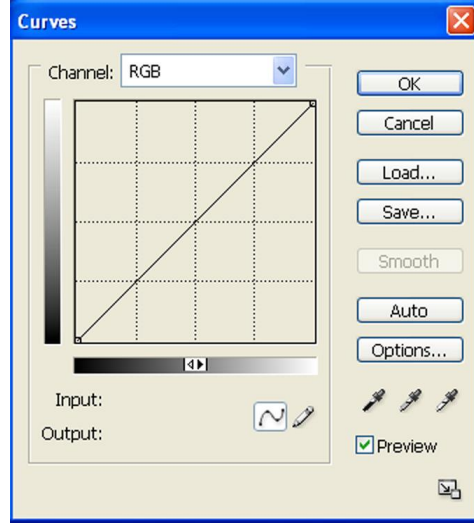 Curves
Channel: RGB
OK
Cancel
Load...
Save...
Smooth
Auto
Options...
Input:
Output:
Preview